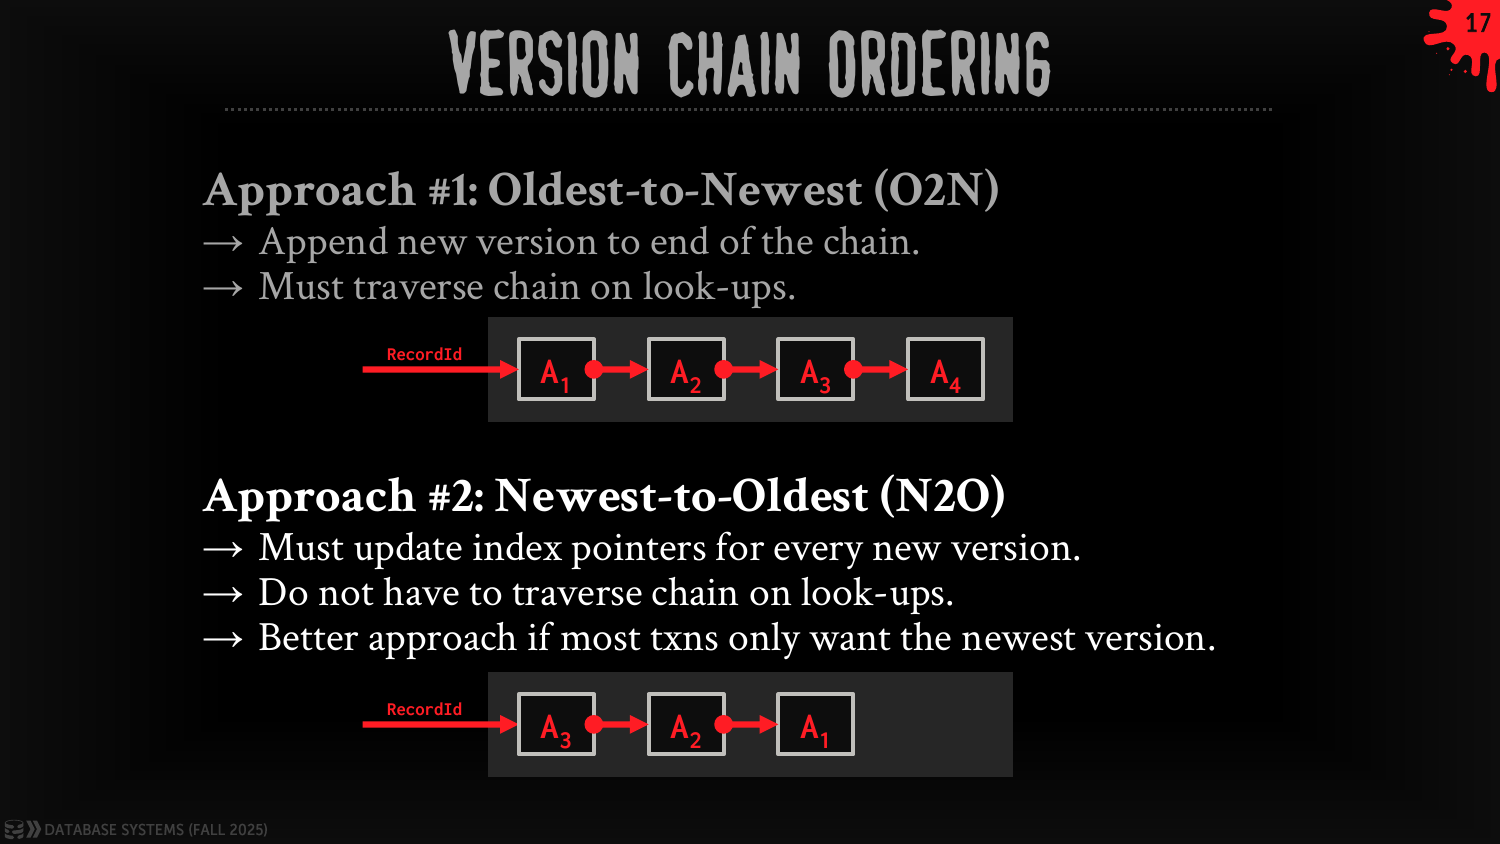 17
VERSION CHAIN ORDERING
Approach #1: Oldest-to-Newest (O2N)
→ Append new version to end of the chain.
→ Must traverse chain on look-ups.
RecordId
A1 A2 A3 A4
Approach #2: Newest-to-Oldest (N2O)
→ Must update index pointers for every new version.
→ Do not have to traverse chain on look-ups.
→ Better approach if most txns only want the newest version.
RecordId
A3 A2 A1
DATABASE SYSTEMS (FALL 2025)